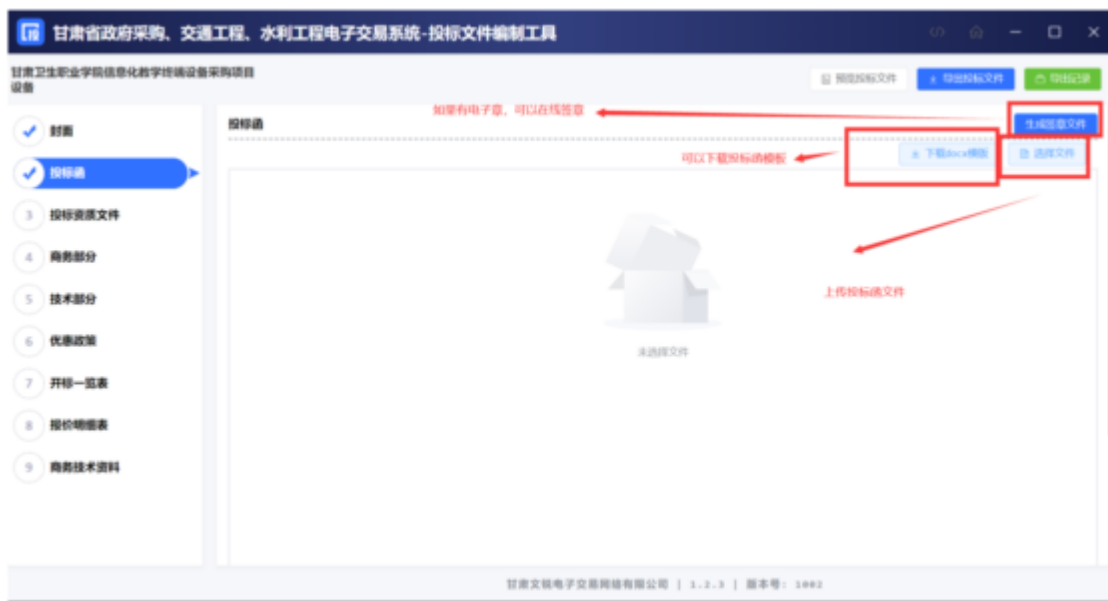 甘肃省政府采购、交通工程、水利工程电子交易系统-投标文件编制工具
甘肃卫生职业学院信息化教学终端设备采购项目
设备
预览投标文件
导出投标文件
导出记录
如果有电子章，可以在线签章
投标函
生成签章文件
可以下载投标函模板
下载docx模版
选择文件
封面
投标函
3 投标资质文件
4 商务部分
5 技术部分
6 优惠政策
7 开标一览表
8 报价明细表
9 商务技术资料
上传投标函文件
未选择文件
甘肃文锐电子交易网络有限公司 | 1.2.3 | 版本号: 1002